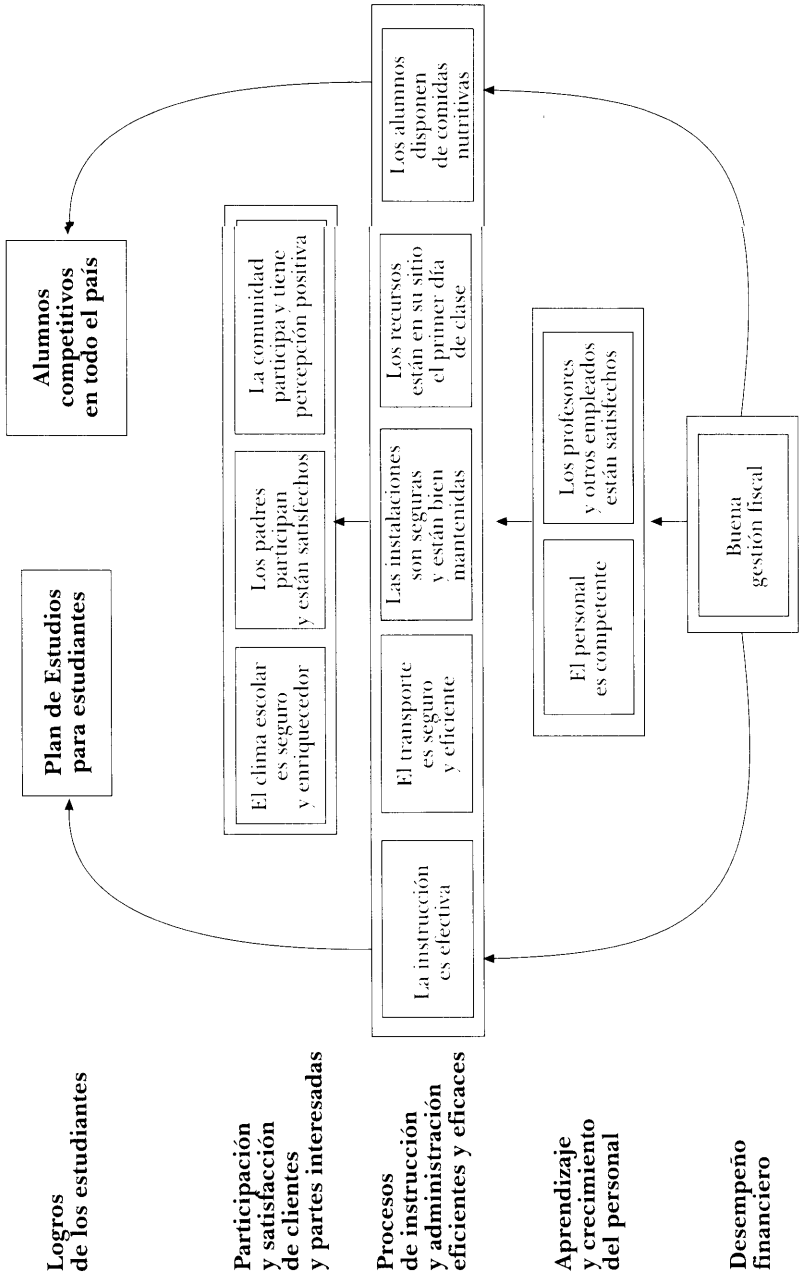 Logros
de los estudiantes
Plan de Estudios
para estudiantes
Alumnos
competitivos
en todo el país
Participación
y satisfacción
de clientes
y partes interesadas
El clima escolar
es seguro
y enriquecedor
Los padres
participan
y están satisfechos
La comunidad
participa y tiene
percepción positiva
Procesos
de instrucción
y administración
eficientes y eficaces
La instrucción
es efectiva
El transporte
es seguro
y eficiente
Las instalaciones
son seguras
y están bien
mantenidas
Los recursos
están en su sitio
el primer día
de clase
Los alumnos
disponen
de comidas
nutritivas
Aprendizaje
y crecimiento
del personal
El personal
es competente
Los profesores
y otros empleados
están satisfechos
Desempeño
financiero
Buena
gestión fiscal